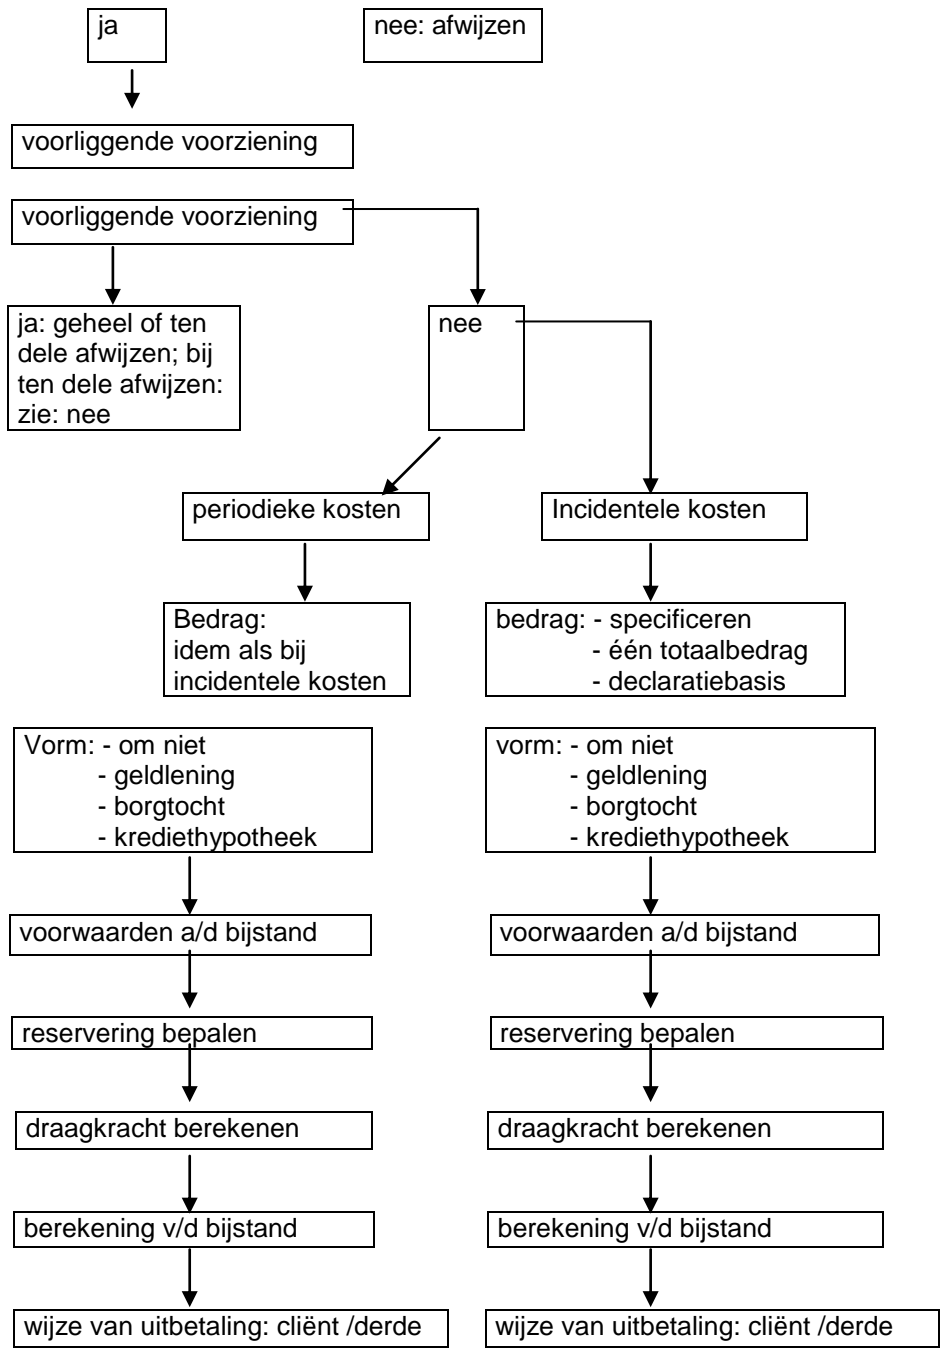 ja
nee: afwijzen
voorliggende voorziening
voorliggende voorziening
ja: geheel of ten
dele afwijzen; bij
ten dele afwijzen:
zie: nee
nee
periodieke kosten
Incidentele kosten
Bedrag:
idem als bij
incidentele kosten
bedrag: - specificeren
- één totaalbedrag
- declaratiebasis
Vorm: - om niet
- geldlening
- borgtocht
- krediethypotheek
vorm: - om niet
- geldlening
- borgtocht
- krediethypotheek
voorwaarden a/d bijstand
voorwaarden a/d bijstand
reservering bepalen
reservering bepalen
draagkracht berekenen
draagkracht berekenen
berekening v/d bijstand
berekening v/d bijstand
wijze van uitbetaling: cliënt /derde
wijze van uitbetaling: cliënt /derde